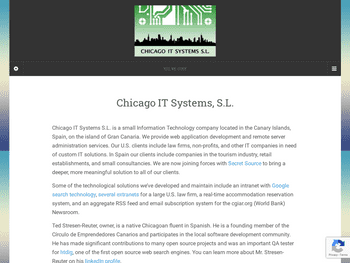 CHICAGO IT SYSTEMS S.L.
Chicago IT Systems, S.L.
Chicago IT Systems S.L. is a small Information Technology company located in the Canary Islands,
Spain, on the island of Gran Canaria. We provide web application development and remote server
administration services. Our U.S. clients include law firms, non-profits, and other IT companies in need
of custom IT solutions. In Spain our clients include companies in the tourism industry, retail
establishments, and small consultancies. We are now joining forces with Secret Source to bring a
deeper, more meaningful solution to all of our clients.
Some of the technological solutions we've developed and maintain include an intranet with Google
search technology, several extranets for a large U.S. law firm, a real-time accommodation reservation
system, and an aggregate RSS feed and email subscription system for the cgiar.org (World Bank)
Newsroom.
Ted Stresen-Reuter, owner, is a native Chicagoan fluent in Spanish. He is a founding member of the
Circulo de Emprendedores Canarios and participates in the local software development community.
He has made significant contributions to many open source projects and was an important QA tester
for htdig, one of the first open source web search engines. You can learn more about Mr. Stresen-
Reuter on his linkedIn profile.